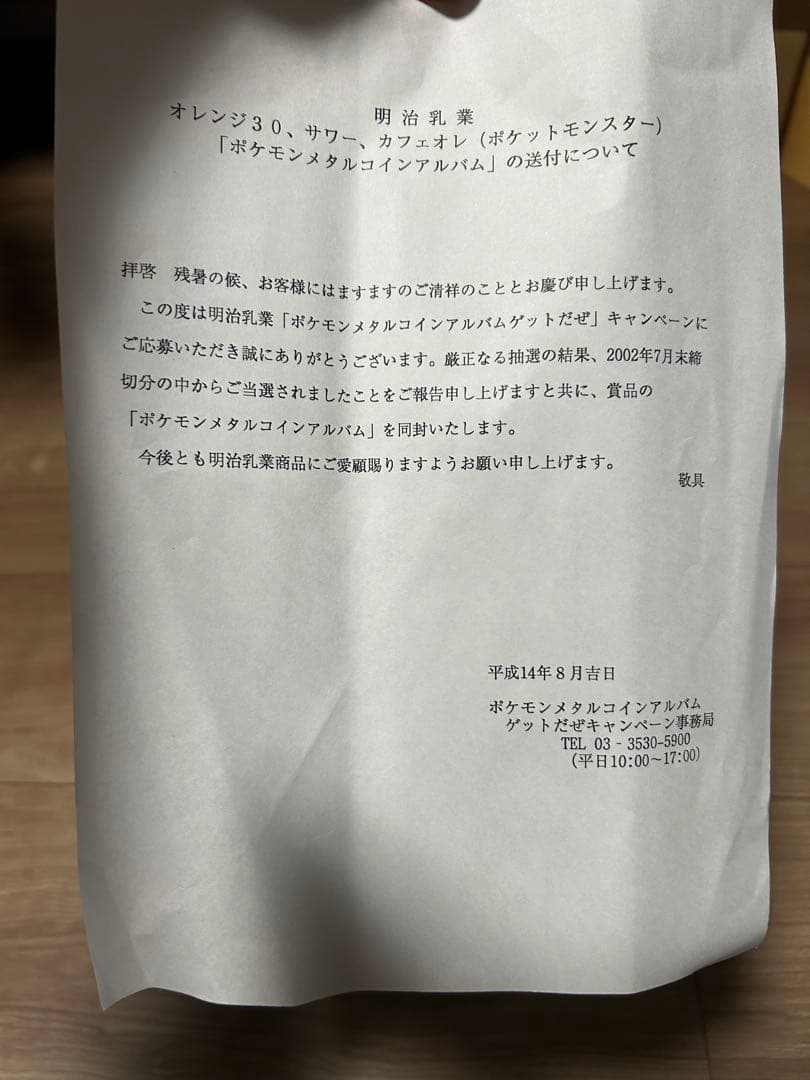 明治乳業
オレンジ30、サワー、カフェオレ（ポケットモンスター）
「ポケモンメタルコインアルバム」の送付について
拝啓　残暑の候、お客様にはますますのご清祥のこととお慶び申し上げます。
この度は明治乳業「ポケモンメタルコインアルバムゲットだぜ」キャンペーンに
ご応募いただき誠にありがとうございます。厳正なる抽選の結果、2002年7月末締
切分の中からご当選されましたことをご報告申し上げますと共に、賞品の
「ポケモンメタルコインアルバム」を同封いたします。
今後とも明治乳業商品にご愛顧賜りますようお願い申し上げます。
敬具
平成14年８月吉日
ポケモンメタルコインアルバム
ゲットだぜキャンペーン事務局
TEL 03‐3530-5900
（平日10:00～17:00）